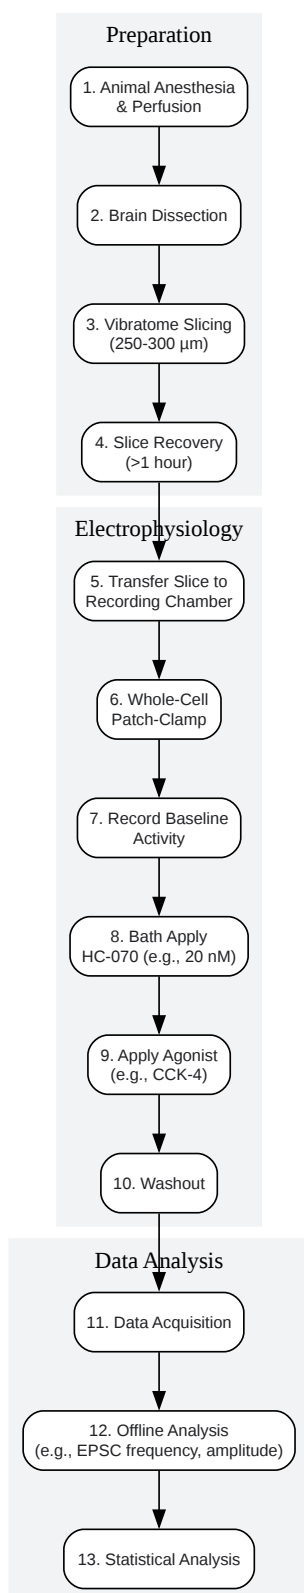 Preparation
1. Animal Anesthesia
& Perfusion
2. Brain Dissection
3. Vibratome Slicing
(250-300 µm)
4. Slice Recovery
(>1 hour)
Electrophysiology
5. Transfer Slice to
Recording Chamber
6. Whole-Cell
Patch-Clamp
7. Record Baseline
Activity
8. Bath Apply
HC-070 (e.g., 20 nM)
9. Apply Agonist
(e.g., CCK-4)
10. Washout
Data Analysis
11. Data Acquisition
12. Offline Analysis
(e.g., EPSC frequency, amplitude)
13. Statistical Analysis